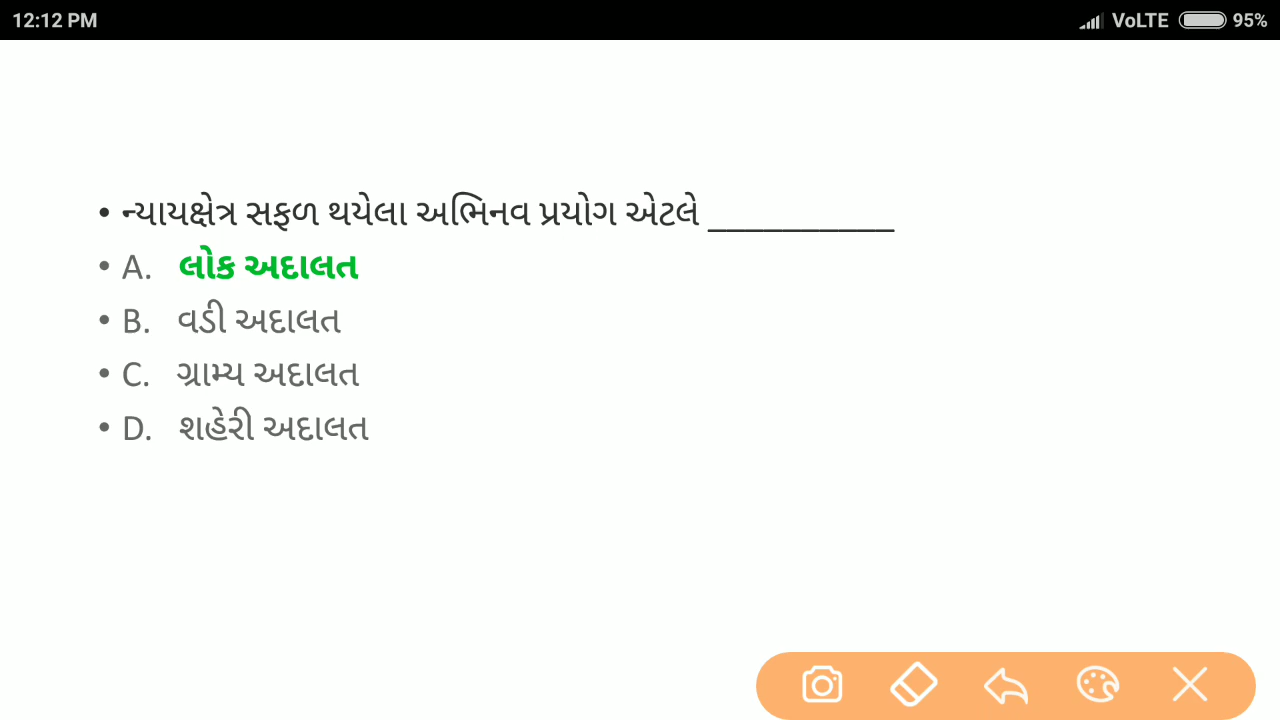 12:12 PM VoLTE 95%
• ન્યાયક્ષેત્ર સફળ થયેલા અભિનવ પ્રયોગ એટલે __________
• A. લોક અદાલત
• B. વડી અદાલત
• C. ગ્રામ્ય અદાલત
• D. શહેરી અદાલત